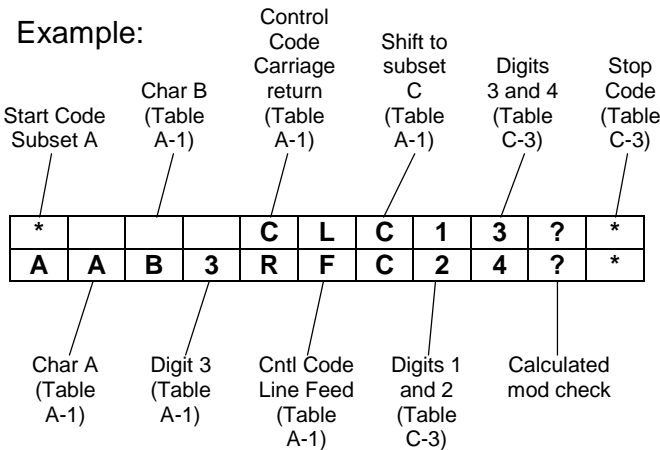 Example:
Start Code
Subset A
Char B
(Table
A-1)
Control
Code
Carriage
return
(Table
A-1)
Shift to
subset
C
(Table
A-1)
Digits
3 and 4
(Table
C-3)
Stop
Code
(Table
C-3)
* C L C 1 3 ? *
A A B 3 R F C 2 4 ? *
Char A
(Table
A-1)
Digit 3
(Table
A-1)
Cntl Code
Line Feed
(Table
A-1)
Digits 1
and 2
(Table
C-3)
Calculated
mod check